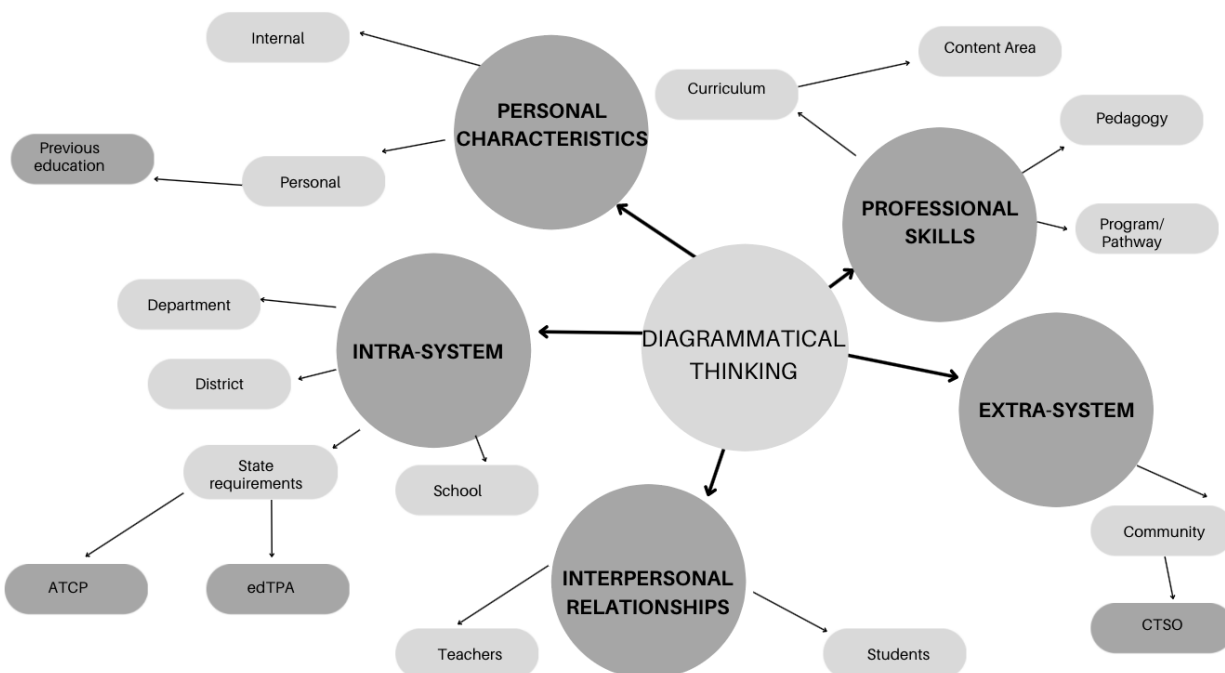 Internal
Content Area
Curriculum
PERSONAL
CHARACTERISTICS
Pedagogy
Previous
education
Personal
PROFESSIONAL
SKILLS
Program/
Pathway
Department
INTRA-SYSTEM
DIAGRAMMATICAL
THINKING
District
EXTRA-SYSTEM
State
requirements
School
Community
ATCP
edTPA
INTERPERSONAL
RELATIONSHIPS
CTSO
Teachers
Students